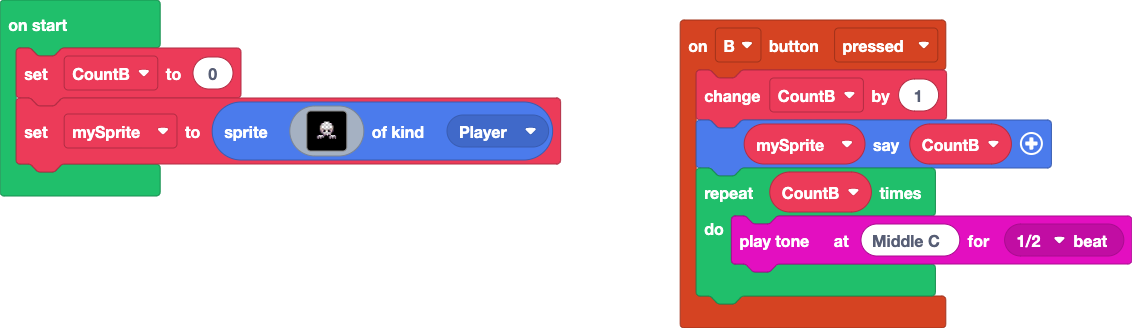 on start
set CountB to 0
set mySprite to sprite of kind Player
on B button pressed
change CountB by 1
mySprite say CountB
repeat CountB times
do play tone at Middle C for 1/2 beat